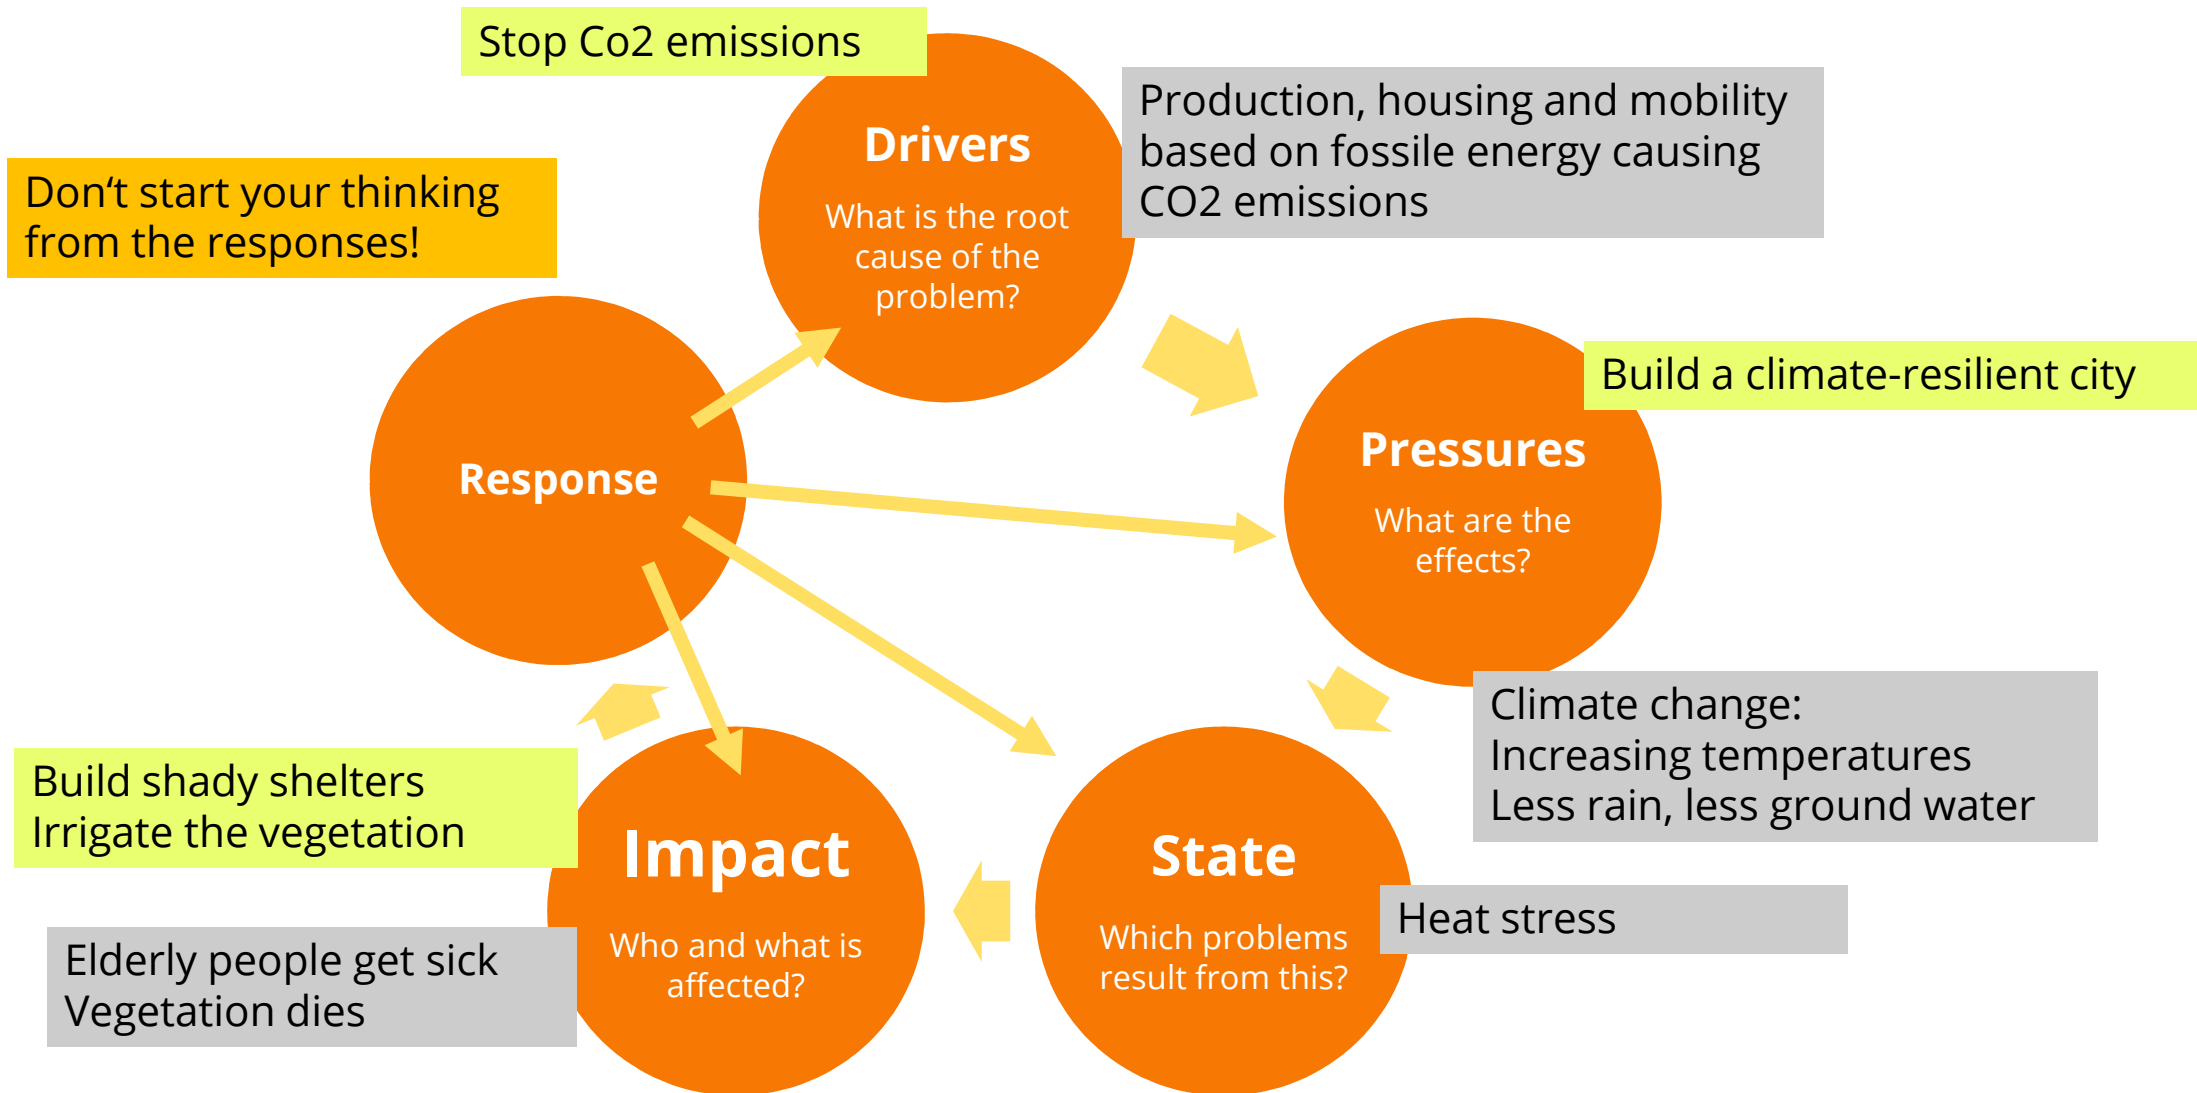 Stop Co2 emissions
Drivers
What is the root
cause of the
problem?
Production, housing and mobility
based on fossile energy causing
CO2 emissions
Don‘t start your thinking
from the responses!
Response
Build a climate-resilient city
Pressures
What are the
effects?
Climate change:
Increasing temperatures
Less rain, less ground water
State
Which problems
result from this?
Heat stress
Build shady shelters
Irrigate the vegetation
Impact
Who and what is
affected?
Elderly people get sick
Vegetation dies